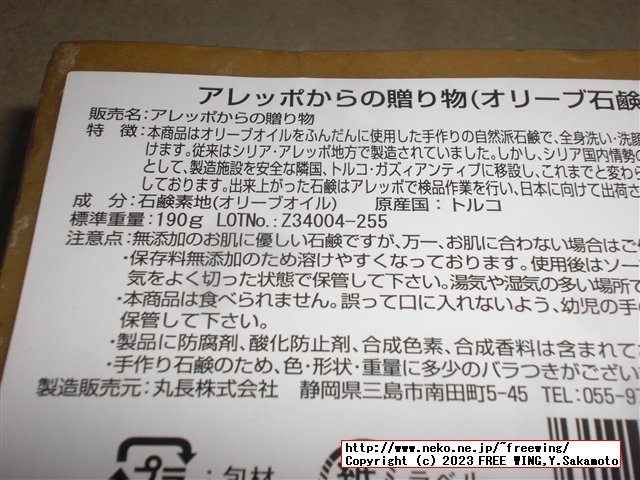 アレッポからの贈り物(オリーブ石鹸
販売名:アレッポからの贈り物
特 徴:本商品はオリーブオイルをふんだんに使用した手作りの自然派石鹸で、全身洗い・洗顔
けます。従来はシリア・アレッポ地方で製造されていました。しかし、シリア国内情勢の
として、製造施設を安全な隣国、トルコ・ガズィアンティプに移設し、これまでと変わら
しております。出来上がった石鹸はアレッポで検品作業を行い、日本に向けて出荷さ
成 分:石鹸素地(オリーブオイル) 原産国:トルコ
標準重量:190g LOTNo.:Z34004-255
注意点:無添加のお肌に優しい石鹸ですが、万一、お肌に合わない場合はご
・保存料無添加のため溶けやすくなっております。使用後はソー
気をよく切った状態で保管して下さい。湯気や湿気の多い場所で
・本商品は食べられません。誤って口に入れないよう、幼児の手の
保管して下さい。
・製品に防腐剤、酸化防止剤、合成色素、合成香料は含まれて
・手作り石鹸のため、色・形状・重量に多少のバラつきがござい
製造販売元:丸長株式会社 静岡県三島市南田町5-45 TEL:055-97
包材
紙
ラベル
http://www.neko.ne.jp/~freewing/
Copyright (c) 2023 FREE WING,Y.Sakamoto